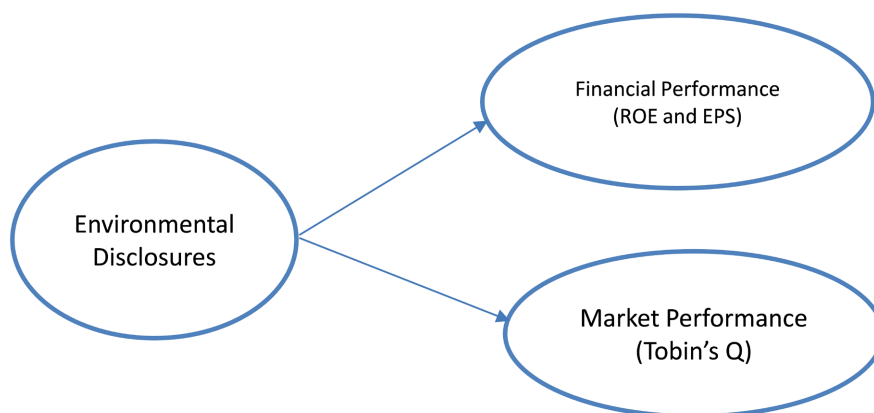 Financial Performance
(ROE and EPS)
Environmental
Disclosures
Market Performance
(Tobin’s Q)